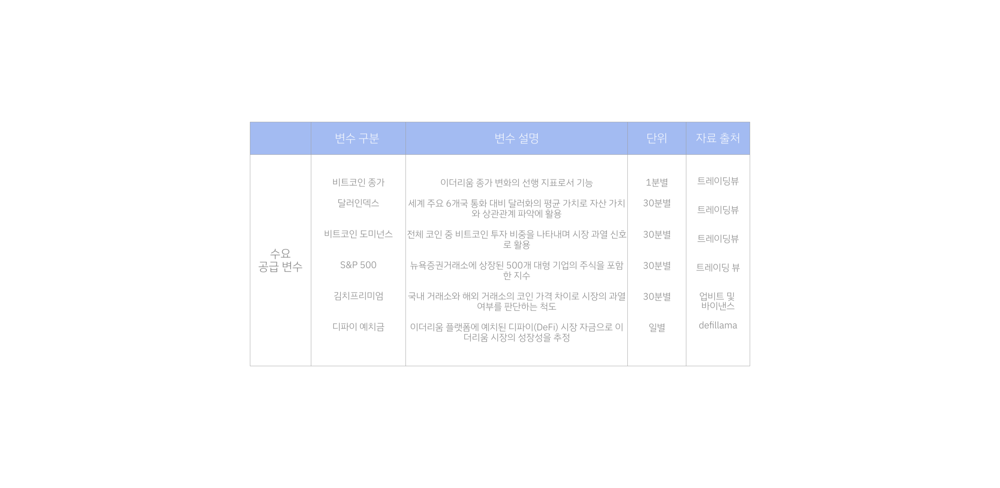 변수 구분
변수 설명
단위
자료 출처
수요
공급 변수
비트코인 종가
이더리움 종가 변화의 선행 지표로서 기능
1분별
트레이딩뷰
달러인덱스
세계 주요 6개국 통화 대비 달러화의 평균 가치로 자산 가치
와 상관관계 파악에 활용
30분별
트레이딩뷰
비트코인 도미넌스
전체 코인 중 비트코인 투자 비중을 나타내며 시장 과열 신호
로 활용
30분별
트레이딩뷰
S&P 500
뉴욕증권거래소에 상장된 500개 대형 기업의 주식을 포함
한 지수
30분별
트레이딩 뷰
김치프리미엄
국내 거래소와 해외 거래소의 코인 가격 차이로 시장의 과열
여부를 판단하는 척도
30분별
업비트 및
바이낸스
디파이 예치금
이더리움 플랫폼에 예치된 디파이(DeFi) 시장 자금으로 이
더리움 시장의 성장성을 추정
일별
defillama